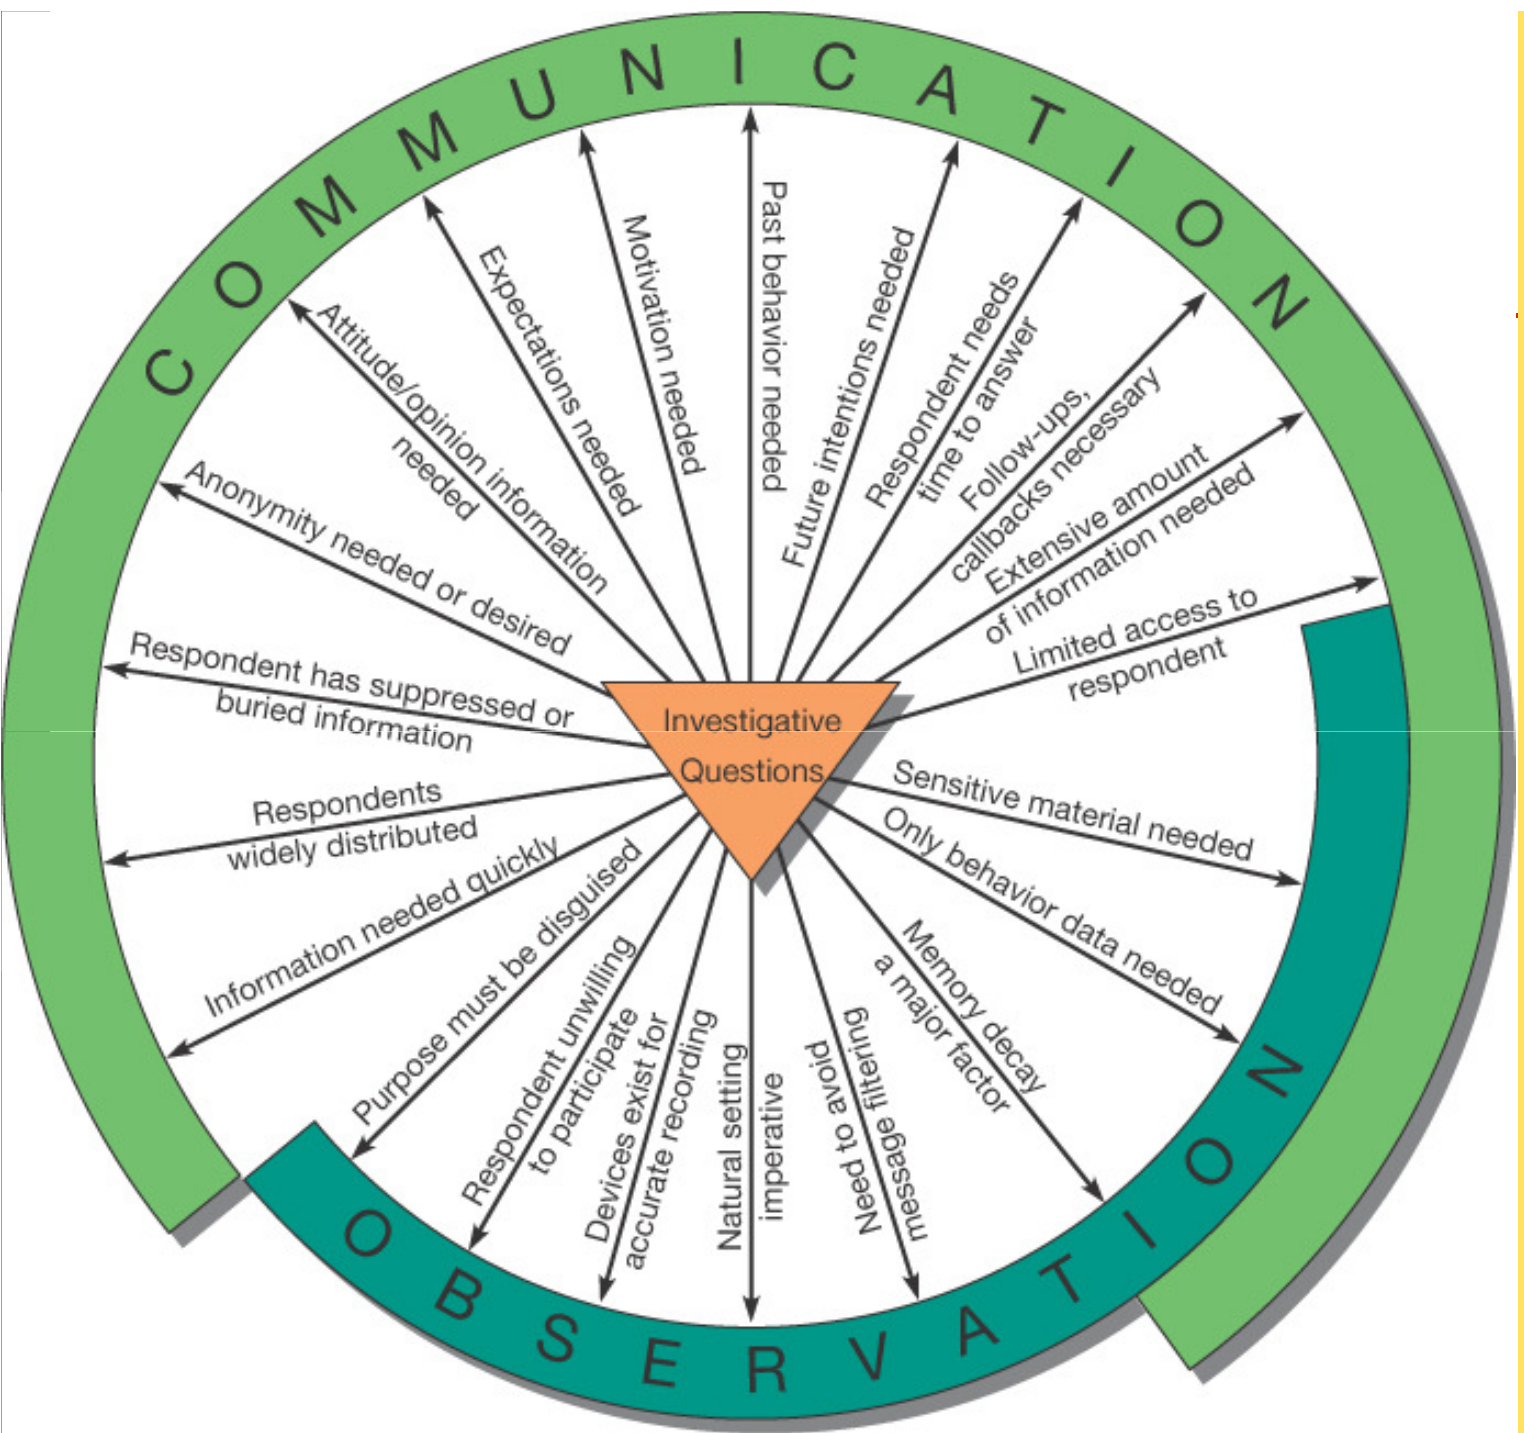 COMMUNICATION
Past behavior needed
Future intentions needed
Respondent needs
time to answer
Follow-ups,
callbacks necessary
Extensive amount
of information needed
Limited access to
respondent
Sensitive material needed
Only behavior data needed
Memory decay
a major factor
Need to avoid
message filtering
Natural setting
imperative
Devices exist for
accurate recording
Respondent unwilling
to participate
Purpose must be disguised
Information needed quickly
Respondents
widely distributed
Respondent has suppressed or
buried information
Anonymity needed or desired
Attitude/opinion information
needed
Expectations needed
Motivation needed
Investigative
Questions
OBSERVATION